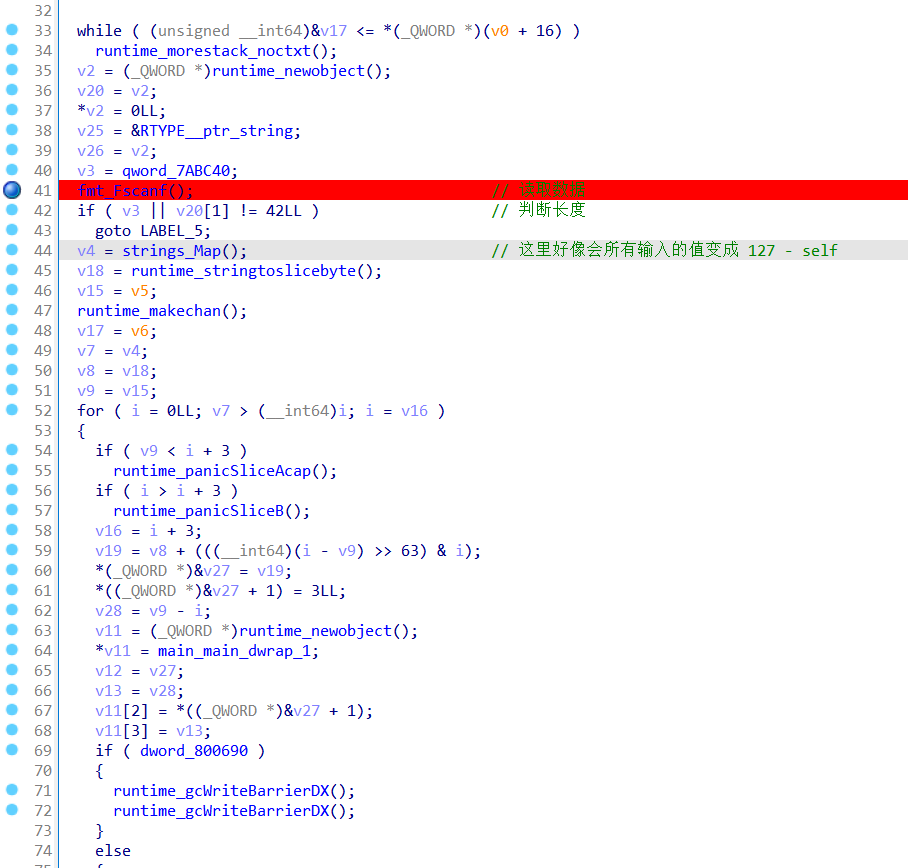 32
33 while ( (unsigned __int64)&v17 <= *(_QWORD *)(v0 + 16) )
34 runtime_morestack_noctxt();
35 v2 = (_QWORD *)runtime_newobject();
36 v20 = v2;
37 *v2 = 0LL;
38 v25 = &RTYPE__ptr_string;
39 v26 = v2;
40 v3 = qword_7ABC40;
41 fmt_Fscanf(); //
42 if ( v3 || v20[1] != 42LL ) // 判断长度
43 goto LABEL_5;
44 v4 = strings_Map(); // 这里好像会所有输入的值变成 127 - self
45 v18 = runtime_stringtoslicebyte();
46 v15 = v5;
47 runtime_makechan();
48 v17 = v6;
49 v7 = v4;
50 v8 = v18;
51 v9 = v15;
52 for ( i = 0LL; v7 > (__int64)i; i = v16 )
53 {
54 if ( v9 < i + 3 )
55 runtime_panicSliceAcap();
56 if ( i > i + 3 )
57 runtime_panicSliceB();
58 v16 = i + 3;
59 v19 = v8 + (((__int64)(i - v9) >> 63) & i);
60 *(_QWORD *)&v27 = v19;
61 *((_QWORD *)&v27 + 1) = 3LL;
62 v28 = v9 - i;
63 v11 = (_QWORD *)runtime_newobject();
64 *v11 = main_main_dwrap_1;
65 v12 = v27;
66 v13 = v28;
67 v11[2] = *((_QWORD *)&v27 + 1);
68 v11[3] = v13;
69 if ( dword_800690 )
70 {
71 runtime_gcWriteBarrierDX();
72 runtime_gcWriteBarrierDX();
73 }
74 else